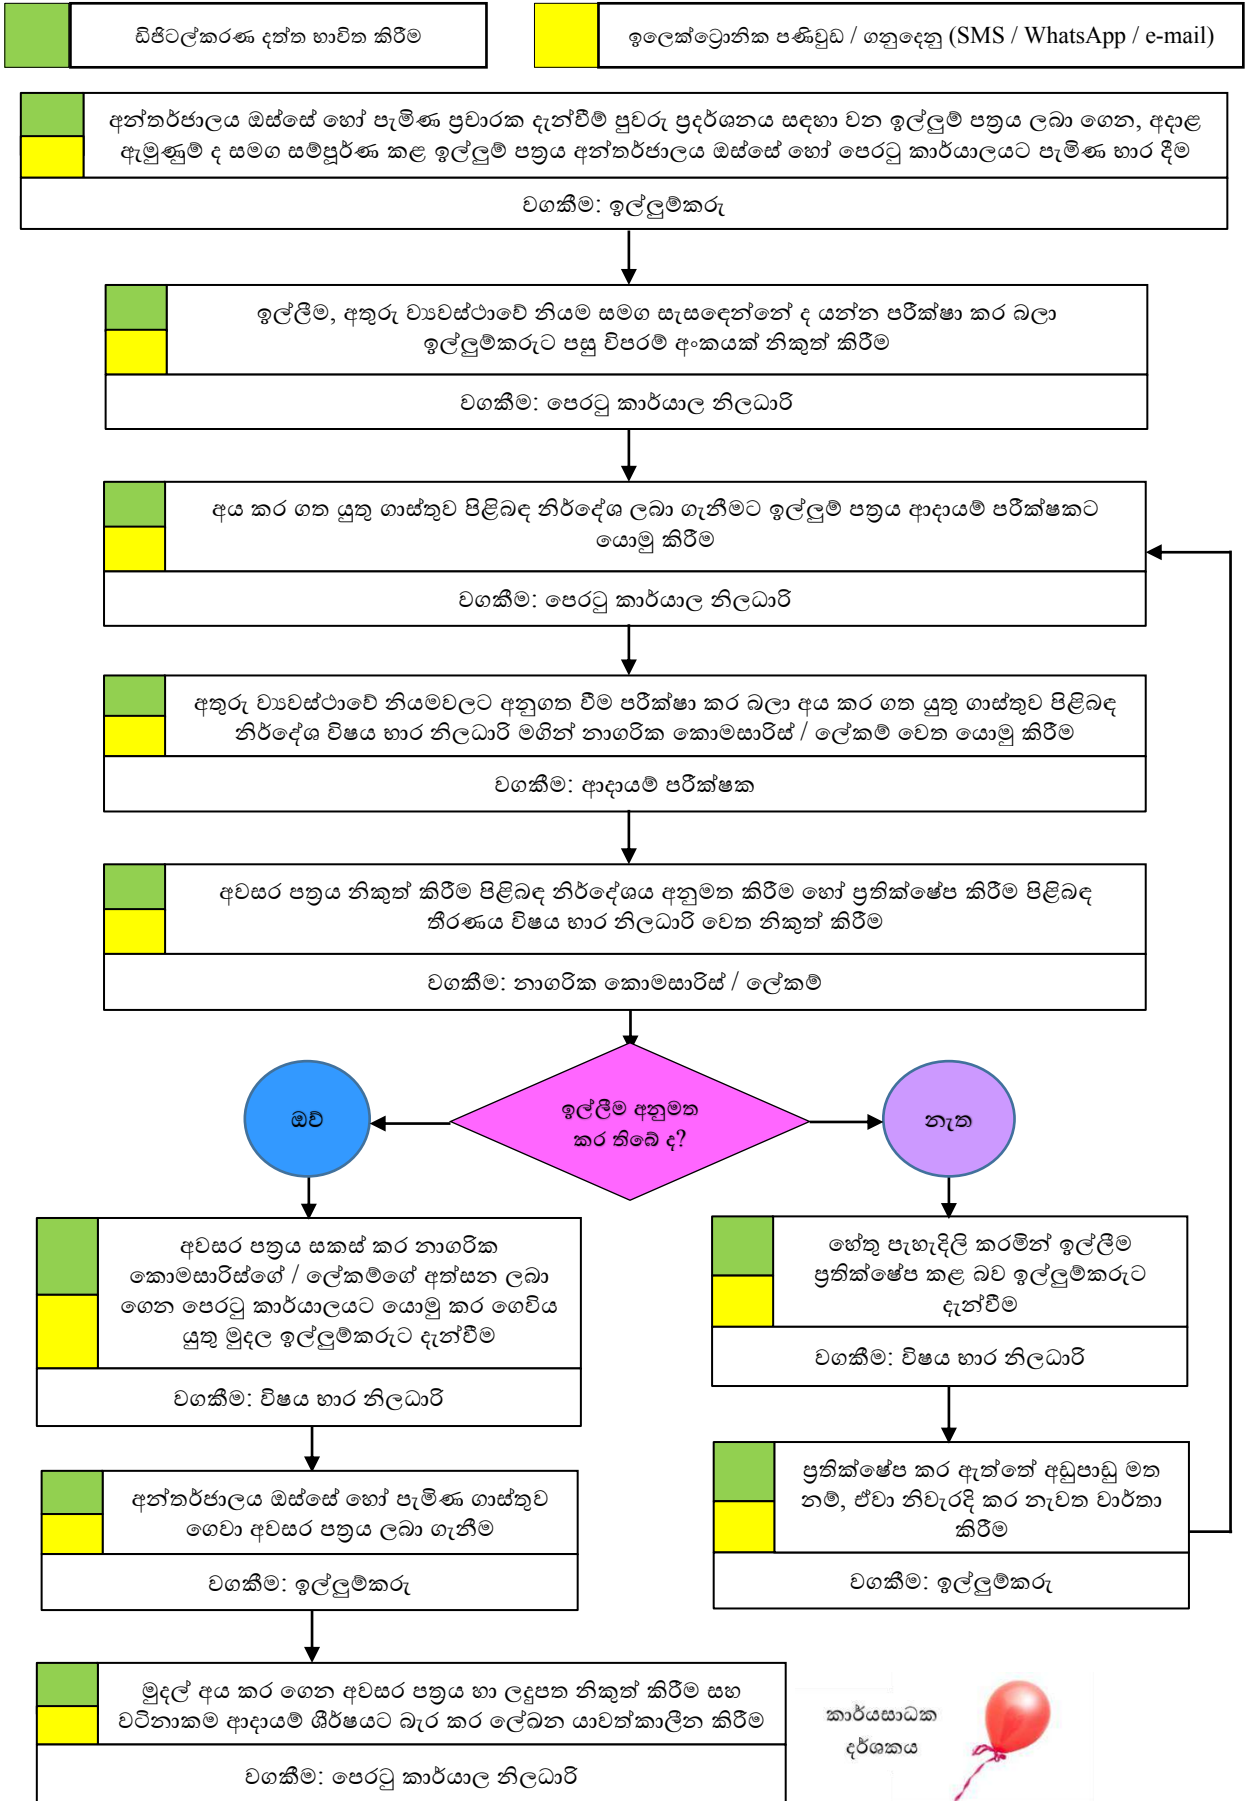 ඩිජිටල්කරණ දත්ත භාවිත කිරීම
ඉලෙක්ට්‍රොනික පණිවුඩ / ගනුදෙනු (SMS / WhatsApp / e-mail)
අන්තර්ජාලය ඔස්සේ හෝ පැමිණ ප්‍රචාරක දැන්වීම් පුවරු ප්‍රදර්ශනය සඳහා වන ඉල්ලුම් පත්‍රය ලබා ගෙන, අදාළ
ඇමුණුම් ද සමග සම්පූර්ණ කළ ඉල්ලුම් පත්‍රය අන්තර්ජාලය ඔස්සේ හෝ පෙරටු කාර්යාලයට පැමිණ භාර දීම
වගකීම: ඉල්ලුම්කරු
ඉල්ලීම, අතුරු ව්‍යවස්ථාවේ නියම සමග සැසඳෙන්නේ ද යන්න පරීක්ෂා කර බලා
ඉල්ලුම්කරුට පසු විපරම් අංකයක් නිකුත් කිරීම
වගකීම: පෙරටු කාර්යාල නිලධාරි
අය කර ගත යුතු ගාස්තුව පිළිබඳ නිර්දේශ ලබා ගැනීමට ඉල්ලුම් පත්‍රය ආදායම් පරීක්ෂකට
යොමු කිරීම
වගකීම: පෙරටු කාර්යාල නිලධාරි
අතුරු ව්‍යවස්ථාවේ නියමවලට අනුගත වීම පරීක්ෂා කර බලා අය කර ගත යුතු ගාස්තුව පිළිබඳ
නිර්දේශ විෂය භාර නිලධාරි මගින් නාගරික කොමසාරිස් / ලේකම් වෙත යොමු කිරීම
වගකීම: ආදායම් පරීක්ෂක
අවසර පත්‍රය නිකුත් කිරීම පිළිබඳ නිර්දේශය අනුමත කිරීම හෝ ප්‍රතික්ෂේප කිරීම පිළිබඳ
තීරණය විෂය භාර නිලධාරි වෙත නිකුත් කිරීම
වගකීම: නාගරික කොමසාරිස් / ලේකම්
ඉල්ලීම අනුමත
කර තිබේ ද?
ඔව්
නැත
අවසර පත්‍රය සකස් කර නාගරික
කොමසාරිස්ගේ / ලේකම්ගේ අත්සන ලබා
ගෙන පෙරටු කාර්යාලයට යොමු කර ගෙවිය
යුතු මුදල ඉල්ලුම්කරුට දැන්වීම
වගකීම: විෂය භාර නිලධාරි
හේතු පැහැදිලි කරමින් ඉල්ලීම
ප්‍රතික්ෂේප කළ බව ඉල්ලුම්කරුට
දැන්වීම
වගකීම: විෂය භාර නිලධාරි
අන්තර්ජාලය ඔස්සේ හෝ පැමිණ ගාස්තුව
ගෙවා අවසර පත්‍රය ලබා ගැනීම
වගකීම: ඉල්ලුම්කරු
ප්‍රතික්ෂේප කර ඇත්තේ අඩුපාඩු මත
නම්, ඒවා නිවැරදි කර නැවත වාර්තා
කිරීම
වගකීම: ඉල්ලුම්කරු
මුදල් අය කර ගෙන අවසර පත්‍රය හා ලදුපත නිකුත් කිරීම සහ
වටිනාකම ආදායම් ශීර්ෂයට බැර කර ලේඛන යාවත්කාලීන කිරීම
වගකීම: පෙරටු කාර්යාල නිලධාරි
කාර්යසාධක
දර්ශකය